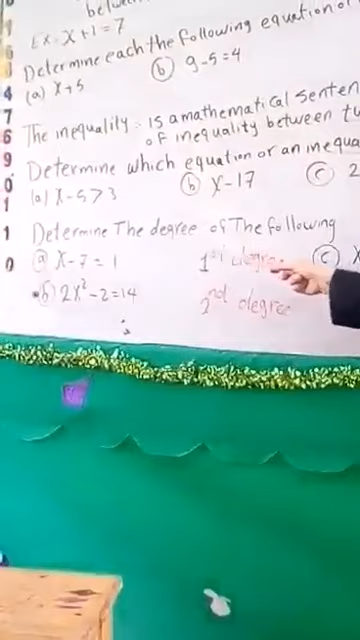 Ex. x+1=7
Determine each the following equation or
(a) x+5 (b) 9-5=4
The inequality: is a mathematical senten
of inequality between tw
Determine which equation or an inequa
(a) x-5>3 (b) x-17 (c) 2
Determine The degree of The following
(a) x-7=1 1st degree (c) x
(b) 2x²-2=14 2nd degree